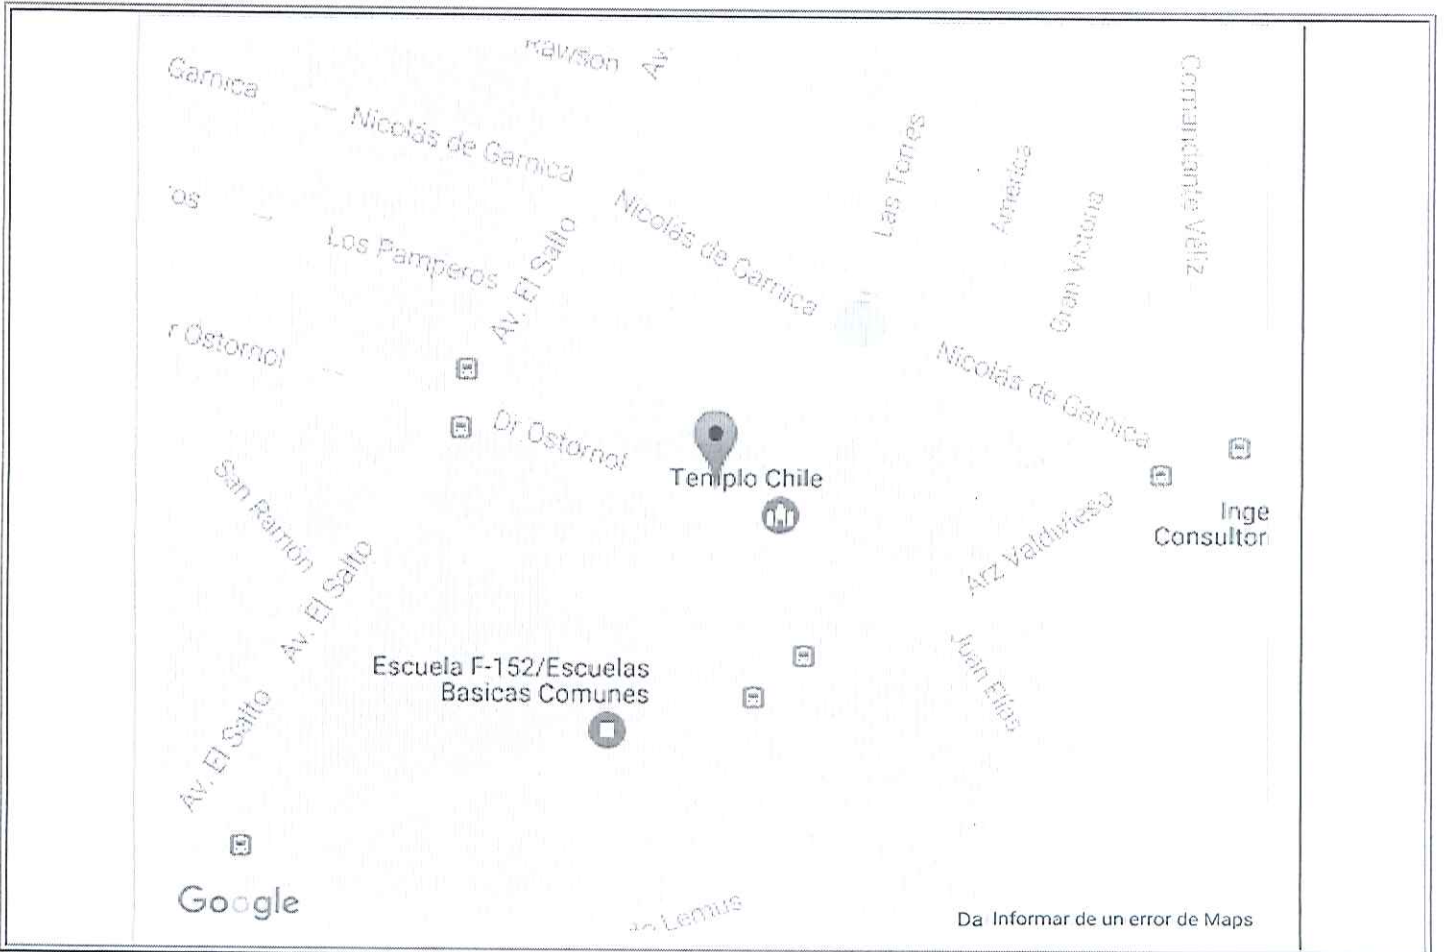 Rawson
Av.
Garnica
Nicolás de Garnica
Las Torres
America
Comandante Véliz
os
Los Pamperos
Av. El Salto
Nicolás de Garnica
Gran Victoria
r Ostornol
Nicolás de Garnica
Dr. Ostornol
San Ramón
Templo Chile
Inge
Consultor
Arz Valdivieso
Av. El Salto
Juan Elías
Escuela F-152/Escuelas
Basicas Comunes
Av. El Salto
Google
Lemus
Da Informar de un error de Maps